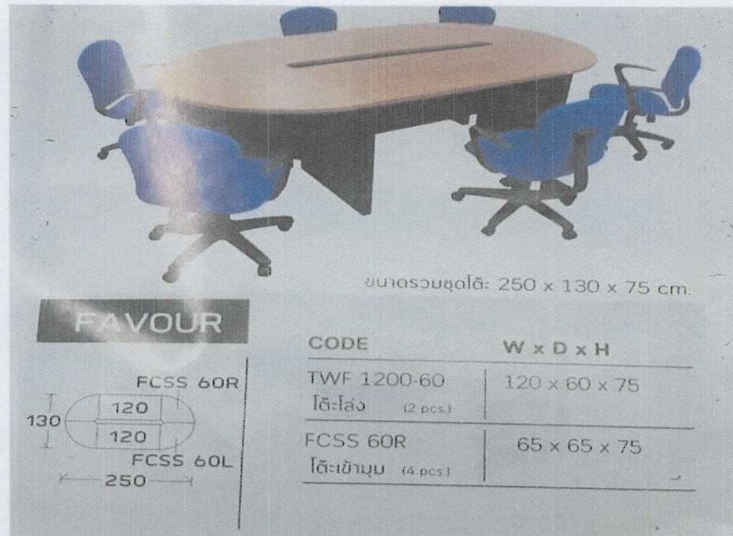 ขนาดรวมชุดโต๊ะ 250 x 130 x 75 cm.
FAVOUR
FCSS 60R
130
120
120
FCSS 60L
250
CODE W x D x H
TWF 1200-60 120 x 60 x 75
โต๊ะโล่ง (2 pcs.)
FCSS 60R 65 x 65 x 75
โต๊ะเข้ามุม (4 pcs.)